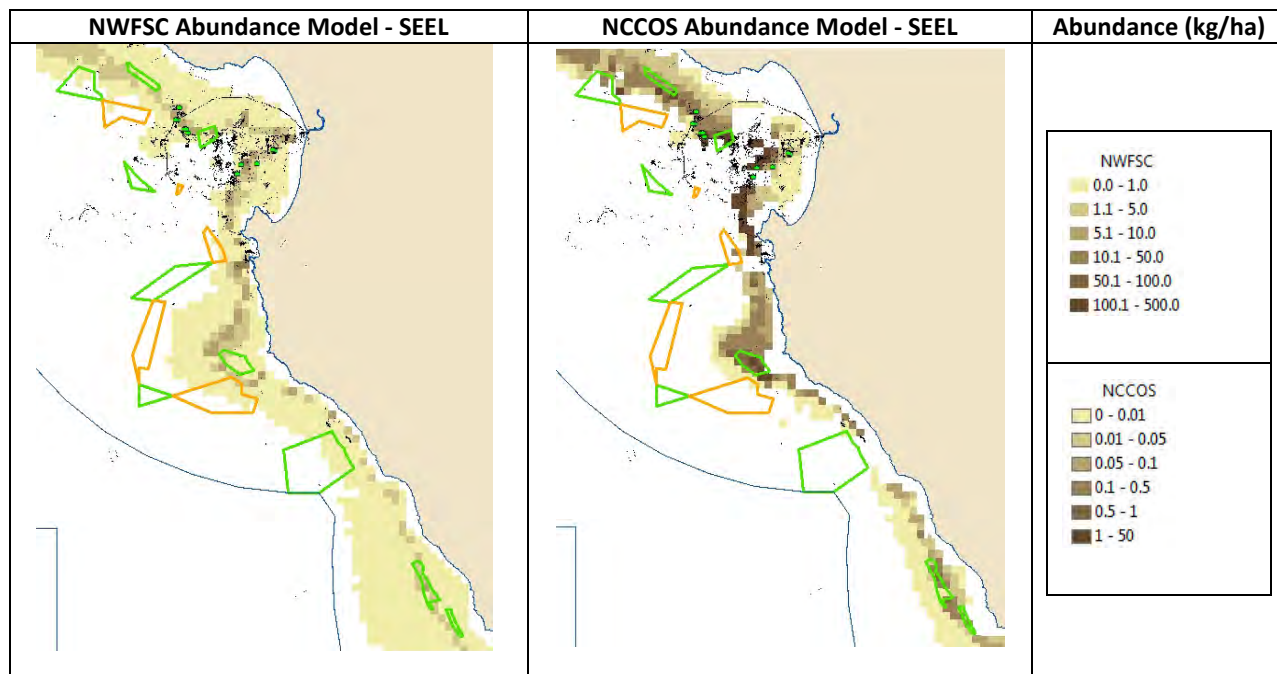 NWFSC Abundance Model - SEEL
NCCOS Abundance Model - SEEL
Abundance (kg/ha)
NWFSC
0.0 - 1.0
1.1 - 5.0
5.1 - 10.0
10.1 - 50.0
50.1 - 100.0
100.1 - 500.0
NCCOS
0 - 0.01
0.01 - 0.05
0.05 - 0.1
0.1 - 0.5
0.5 - 1
1 - 50